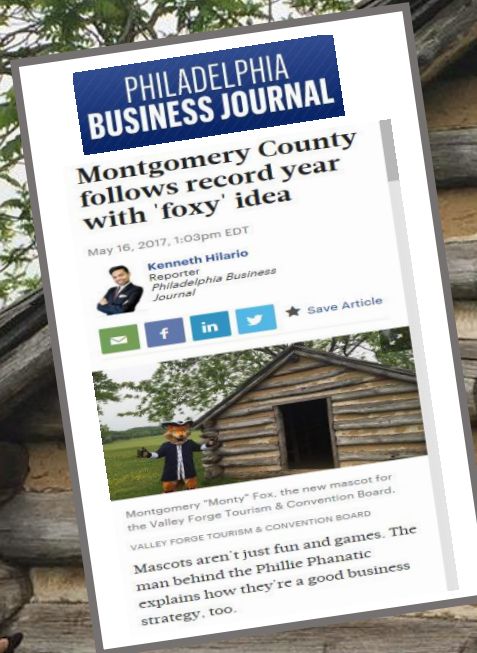 PHILADELPHIA
BUSINESS JOURNAL
Montgomery County
follows record year
with 'foxy' idea
May 16, 2017, 1:03pm EDT
Kenneth Hilario
Reporter
Philadelphia Business
Journal
f
in
Save Article
Montgomery "Monty" Fox, the new mascot for
the Valley Forge Tourism & Convention Board.
VALLEY FORGE TOURISM & CONVENTION BOARD
Mascots aren't just fun and games. The
man behind the Phillie Phanatic
explains how they're a good business
strategy, too.